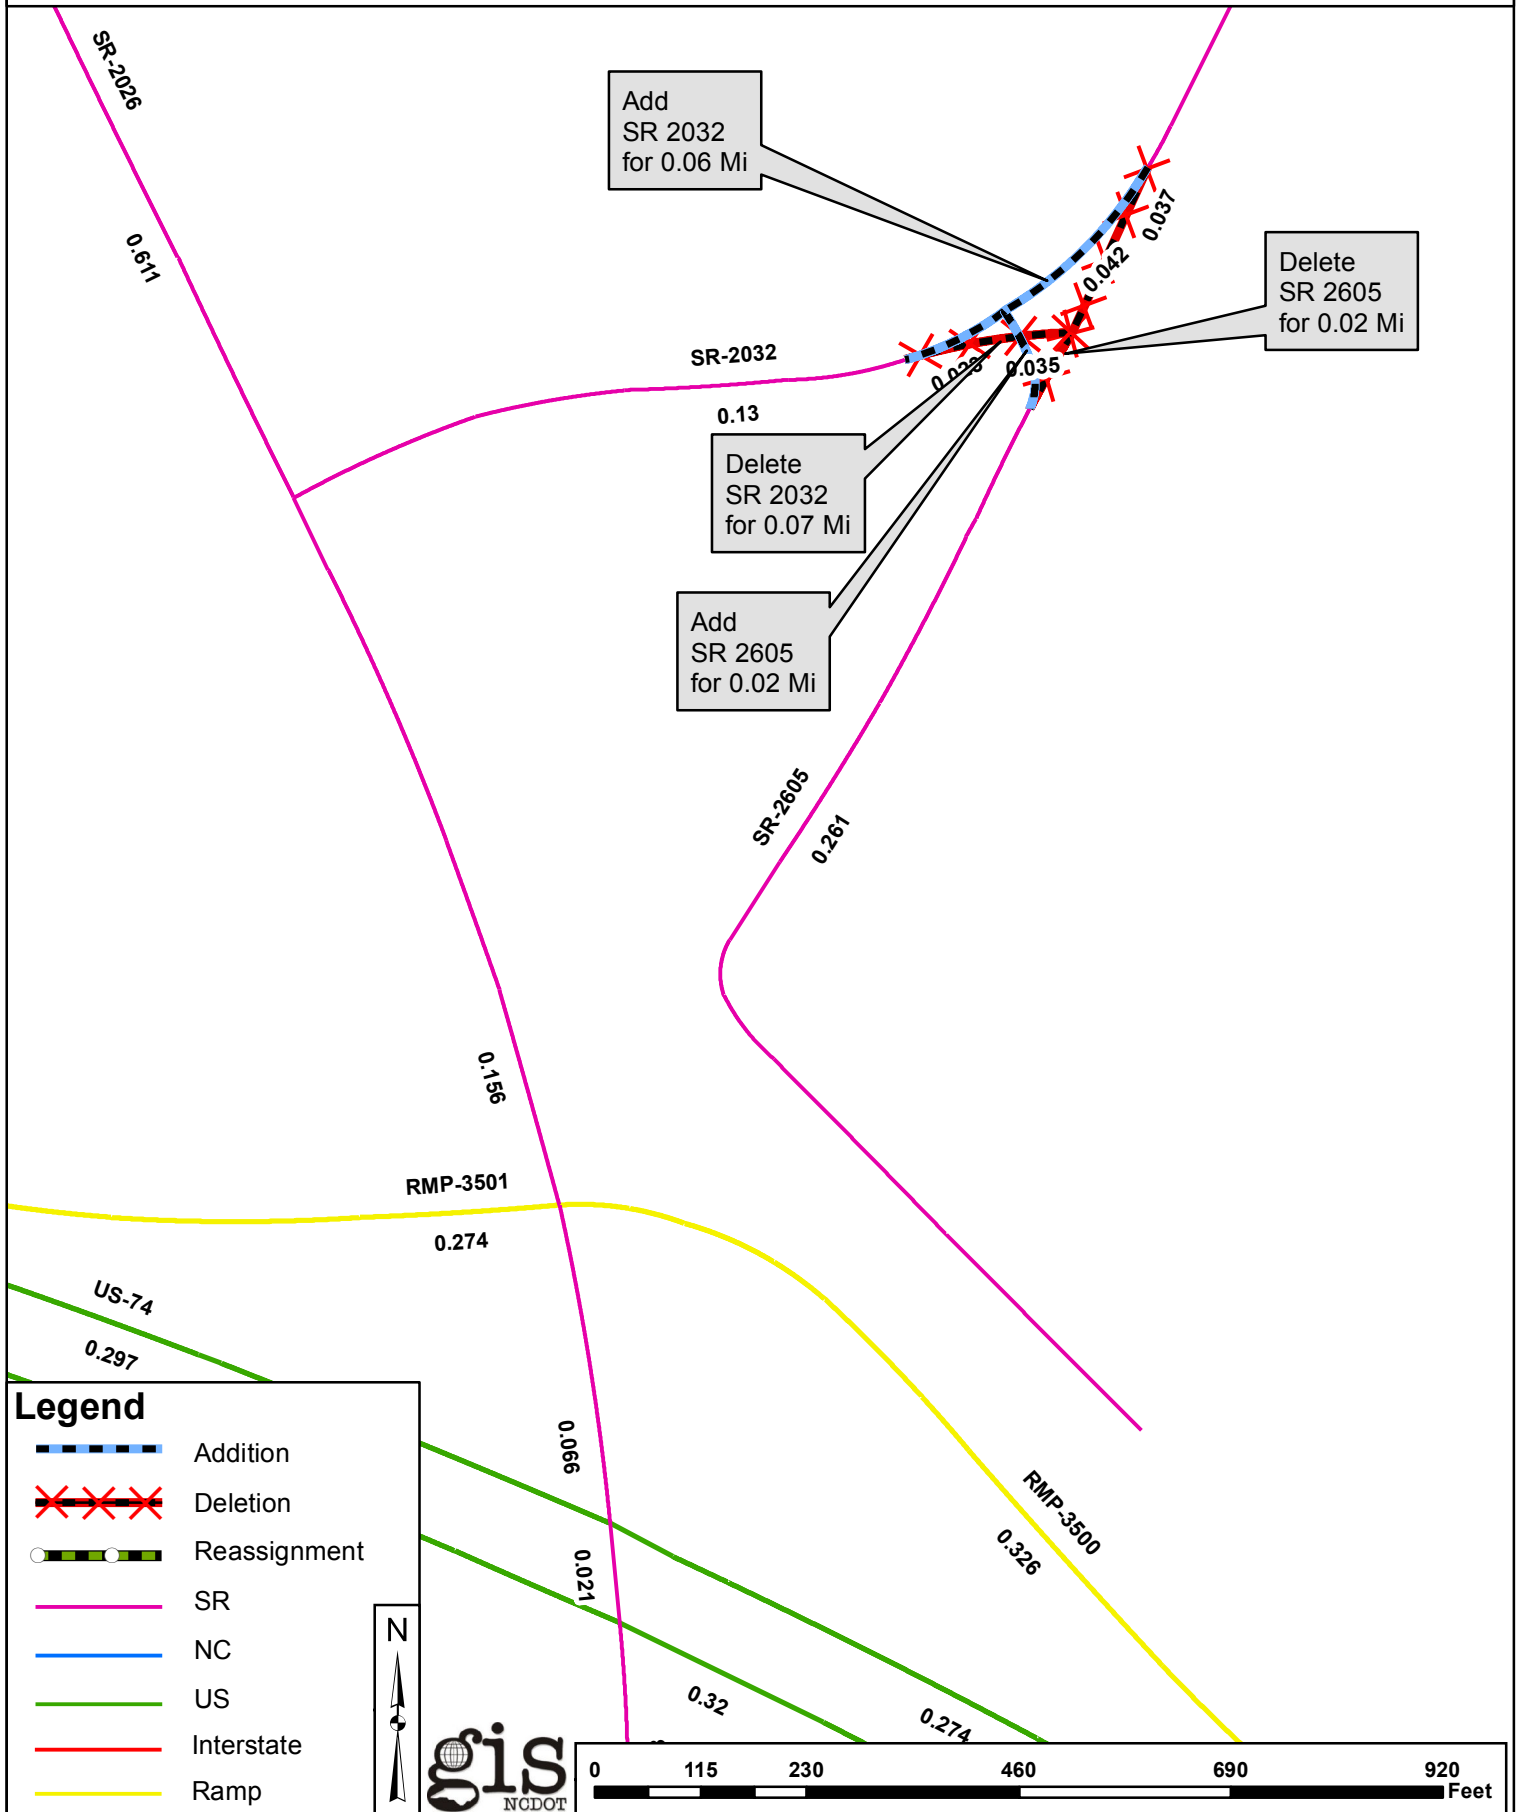 SR-2026
Add
SR 2032
for 0.06 Mi
0.037
0.611
0.042
Delete
SR 2605
for 0.02 Mi
SR-2032
0.035
0.13
Delete
SR 2032
for 0.07 Mi
Add
SR 2605
for 0.02 Mi
SR-2605
0.261
0.156
RMP-3501
0.274
US-74
0.297
Legend
Addition
Deletion
Reassignment
SR
NC
US
Interstate
Ramp
0.066
0.021
RMP-3500
0.326
N
0.32
0.274
gis
NCDOT
0 115 230 460 690 920
Feet